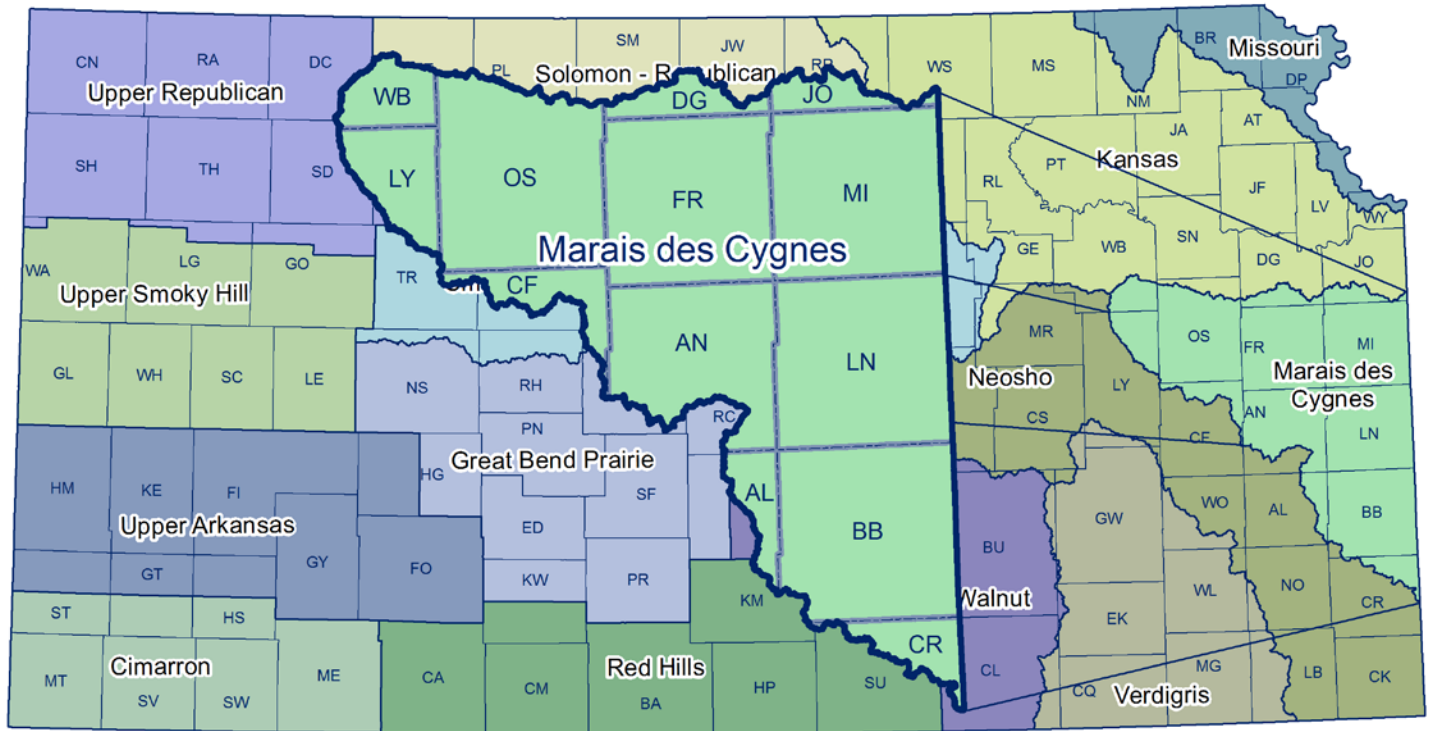 CN
RA
DC
Upper Republican
SH
TH
SD
PL
SM
JW
RP
Solomon - Republican
WS
MS
NM
BR
Missouri
DP
AT
JA
PT
Kansas
RL
JF
LV
WY
GE
WB
SN
DG
JO
WA
LG
GO
Upper Smoky Hill
GL
WH
SC
LE
TR
WB
DG
JO
LY
OS
FR
MI
Marais des Cygnes
CF
AN
LN
AL
BB
CR
NS
RH
RC
PN
HG
Great Bend Prairie
SF
ED
KW
PR
HM
KE
FI
Upper Arkansas
GT
GY
FO
ST
HS
Cimarron
MT
SV
SW
ME
KM
Red Hills
CA
CM
BA
HP
SU
MR
Neosho
LY
CS
CF
OS
FR
MI
Marais des
Cygnes
AN
LN
BB
WO
AL
NO
CR
LB
CK
BU
Walnut
CL
GW
WL
EK
MG
CQ
Verdigris